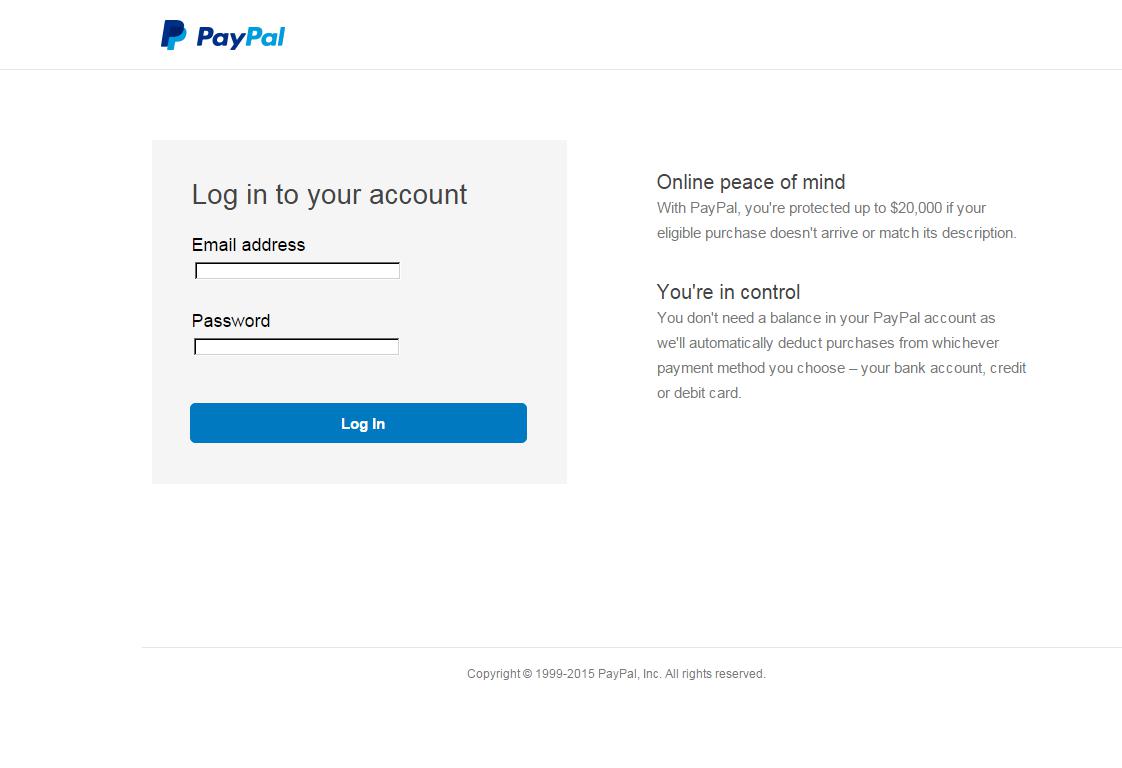 PayPal
Log in to your account
Email address
Password
Log In
Online peace of mind
With PayPal, you're protected up to $20,000 if your
eligible purchase doesn't arrive or match its description.
You're in control
You don't need a balance in your PayPal account as
we'll automatically deduct purchases from whichever
payment method you choose – your bank account, credit
or debit card.
Copyright © 1999-2015 PayPal, Inc. All rights reserved.